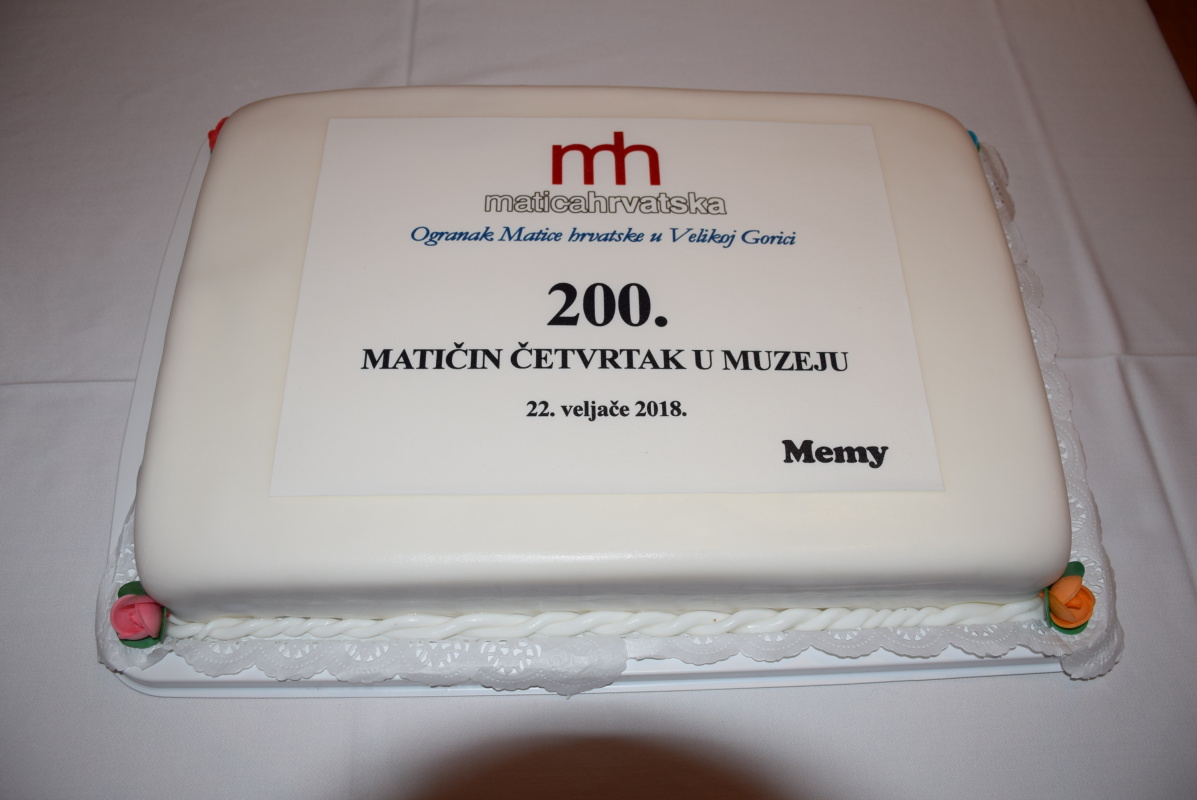 mh
maticahrvatska
Ogranak Matice hrvatske u Velikoj Gorici
200.
MATIČIN ČETVRTAK U MUZEJU
22. veljače 2018.
Memy